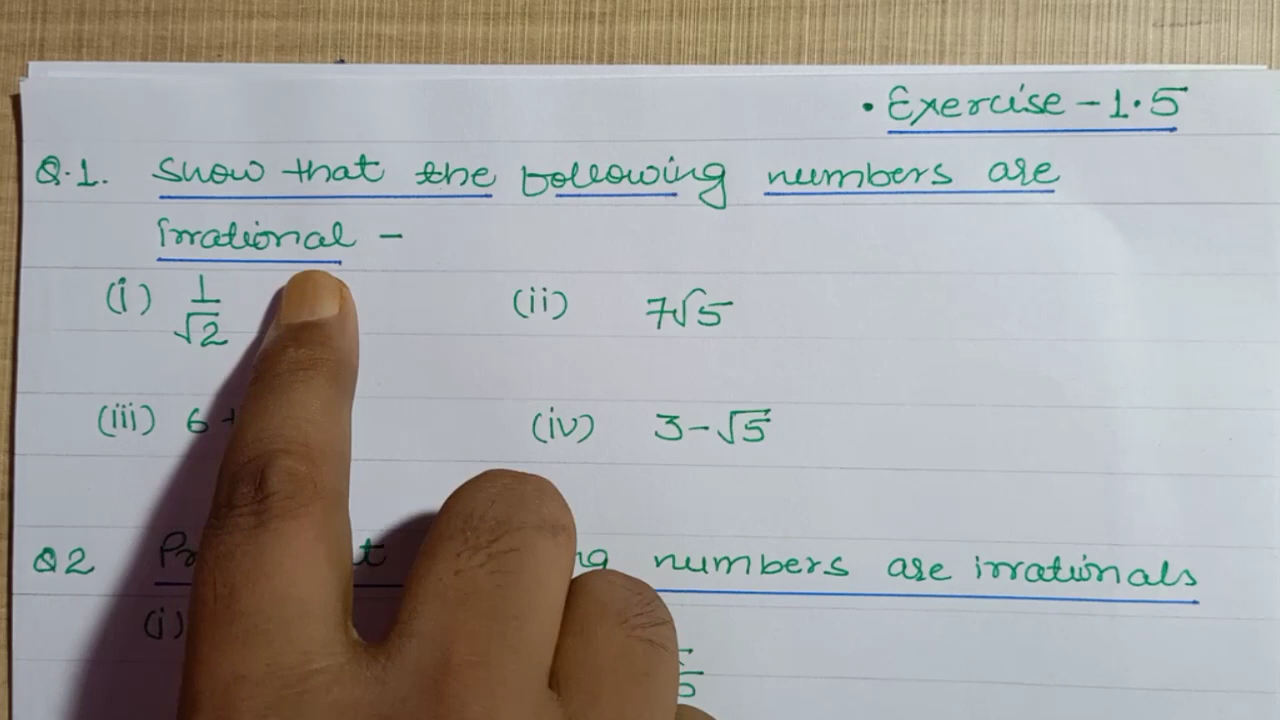 • Exercise - 1.5
Q.1. Show that the following numbers are
irrational -
(i) 1/√2 (ii) 7√5
(iii) 6 + (iv) 3-√5
Q2 numbers are irrationals
(i)